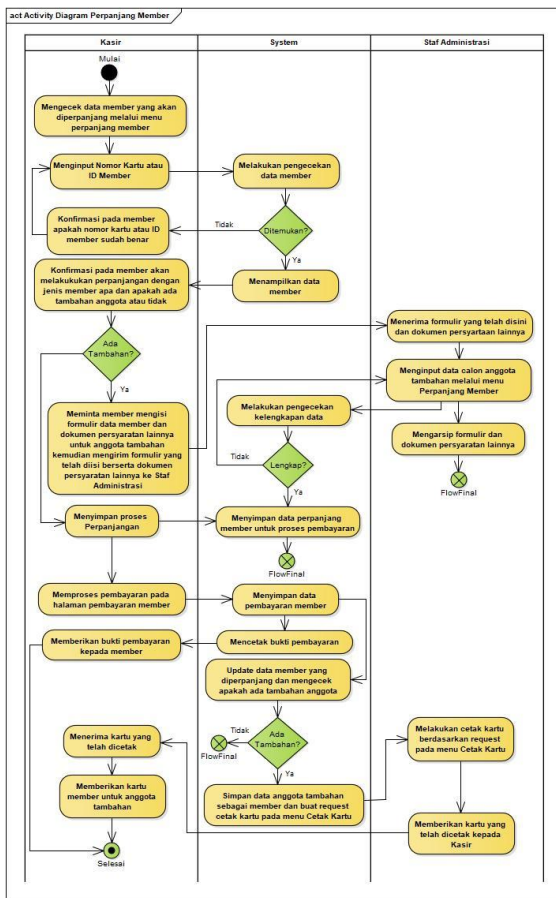 act Activity Diagram Perpanjang Member
Kasir
System
Staf Administrasi
Mulai
Mengecek data member yang akan
diperpanjang melalui menu
perpanjang member
Menginput Nomor Kartu atau
ID Member
Melakukan pengecekan
data member
Konfirmasi pada member
apakah nomor kartu atau ID
member sudah benar
Tidak
Ditemukan?
Ya
Konfirmasi pada member akan
melakukukan perpanjangan dengan
jenis member apa dan apakah ada
tambahan anggota atau tidak
Menampilkan data
member
Menerima formulir yang telah disini
dan dokumen persyartaan lainnya
Ada
Tambahan?
Ya
Menginput data calon anggota
tambahan melalui menu
Perpanjang Member
Meminta member mengisi
formulir data member dan
dokumen persyaratan lainnya
untuk anggota tambahan
kemudian mengirim formulir yang
telah diisi berserta dokumen
persyaratan lainnya ke Staf
Administrasi
Melakukan pengecekan
kelengkapan data
Mengarsip formulir dan
dokumen persyaratan lainnya
Tidak
Lengkap?
Ya
FlowFinal
Menyimpan proses
Perpanjangan
Menyimpan data perpanjang
member untuk proses pembayaran
FlowFinal
Memproses pembayaran pada
halaman pembayaran member
Menyimpan data
pembayaran member
Memberikan bukti pembayaran
kepada member
Mencetak bukti pembayaran
Update data member yang
diperpanjang dan mengecek
apakah ada tambahan anggota
Menerima kartu yang
telah dicetak
Tidak
FlowFinal
Ada
Tambahan?
Ya
Melakukan cetak kartu
berdasarkan request
pada menu Cetak Kartu
Memberikan kartu
member untuk anggota
tambahan
Simpan data anggota tambahan
sebagai member dan buat request
cetak kartu pada menu Cetak Kartu
Memberikan kartu yang
telah dicetak kepada
Kasir
Selesai